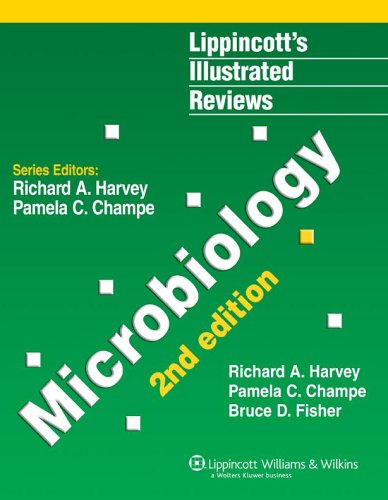 Lippincott's
Illustrated
Reviews
Series Editors:
Richard A. Harvey
Pamela C. Champe
Microbiology
2nd edition
Richard A. Harvey
Pamela C. Champe
Bruce D. Fisher
Lippincott Williams & Wilkins
a Wolters Kluwer business